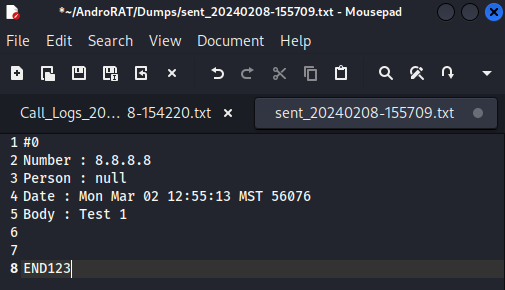 *~/AndroRAT/Dumps/sent_20240208-155709.txt - Mousepad
File Edit Search View Document Help
Call_Logs_20... 8-154220.txt sent_20240208-155709.txt
1 #0
2 Number : 8.8.8.8
3 Person : null
4 Date : Mon Mar 02 12:55:13 MST 56076
5 Body : Test 1
6
7
8 END123